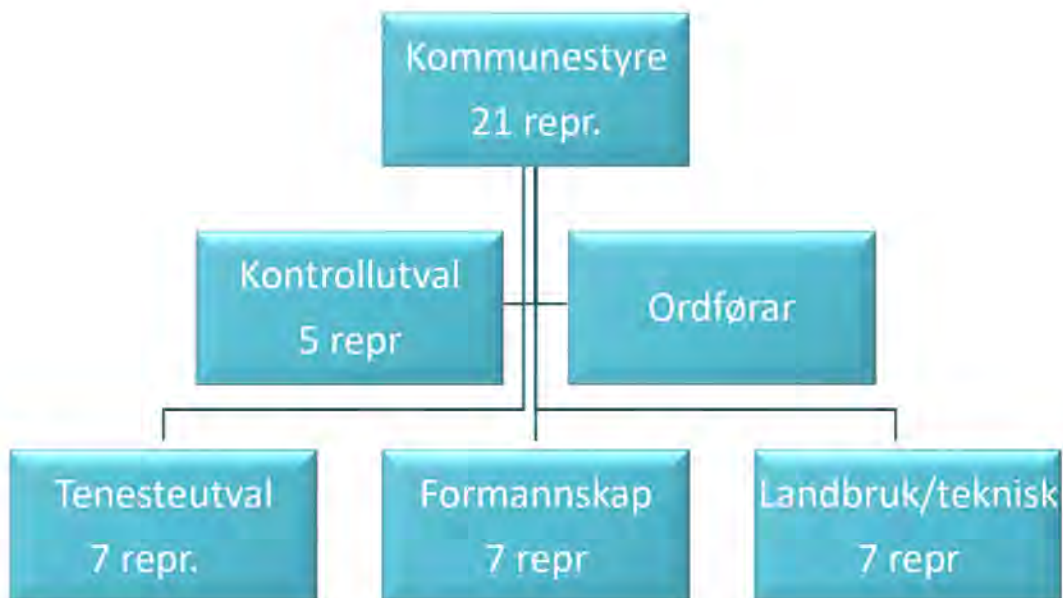 Kommunestyre
21 repr.
Kontrollutval
5 repr
Ordførar
Tenesteutval
7 repr.
Formannskap
7 repr
Landbruk/teknisk
7 repr